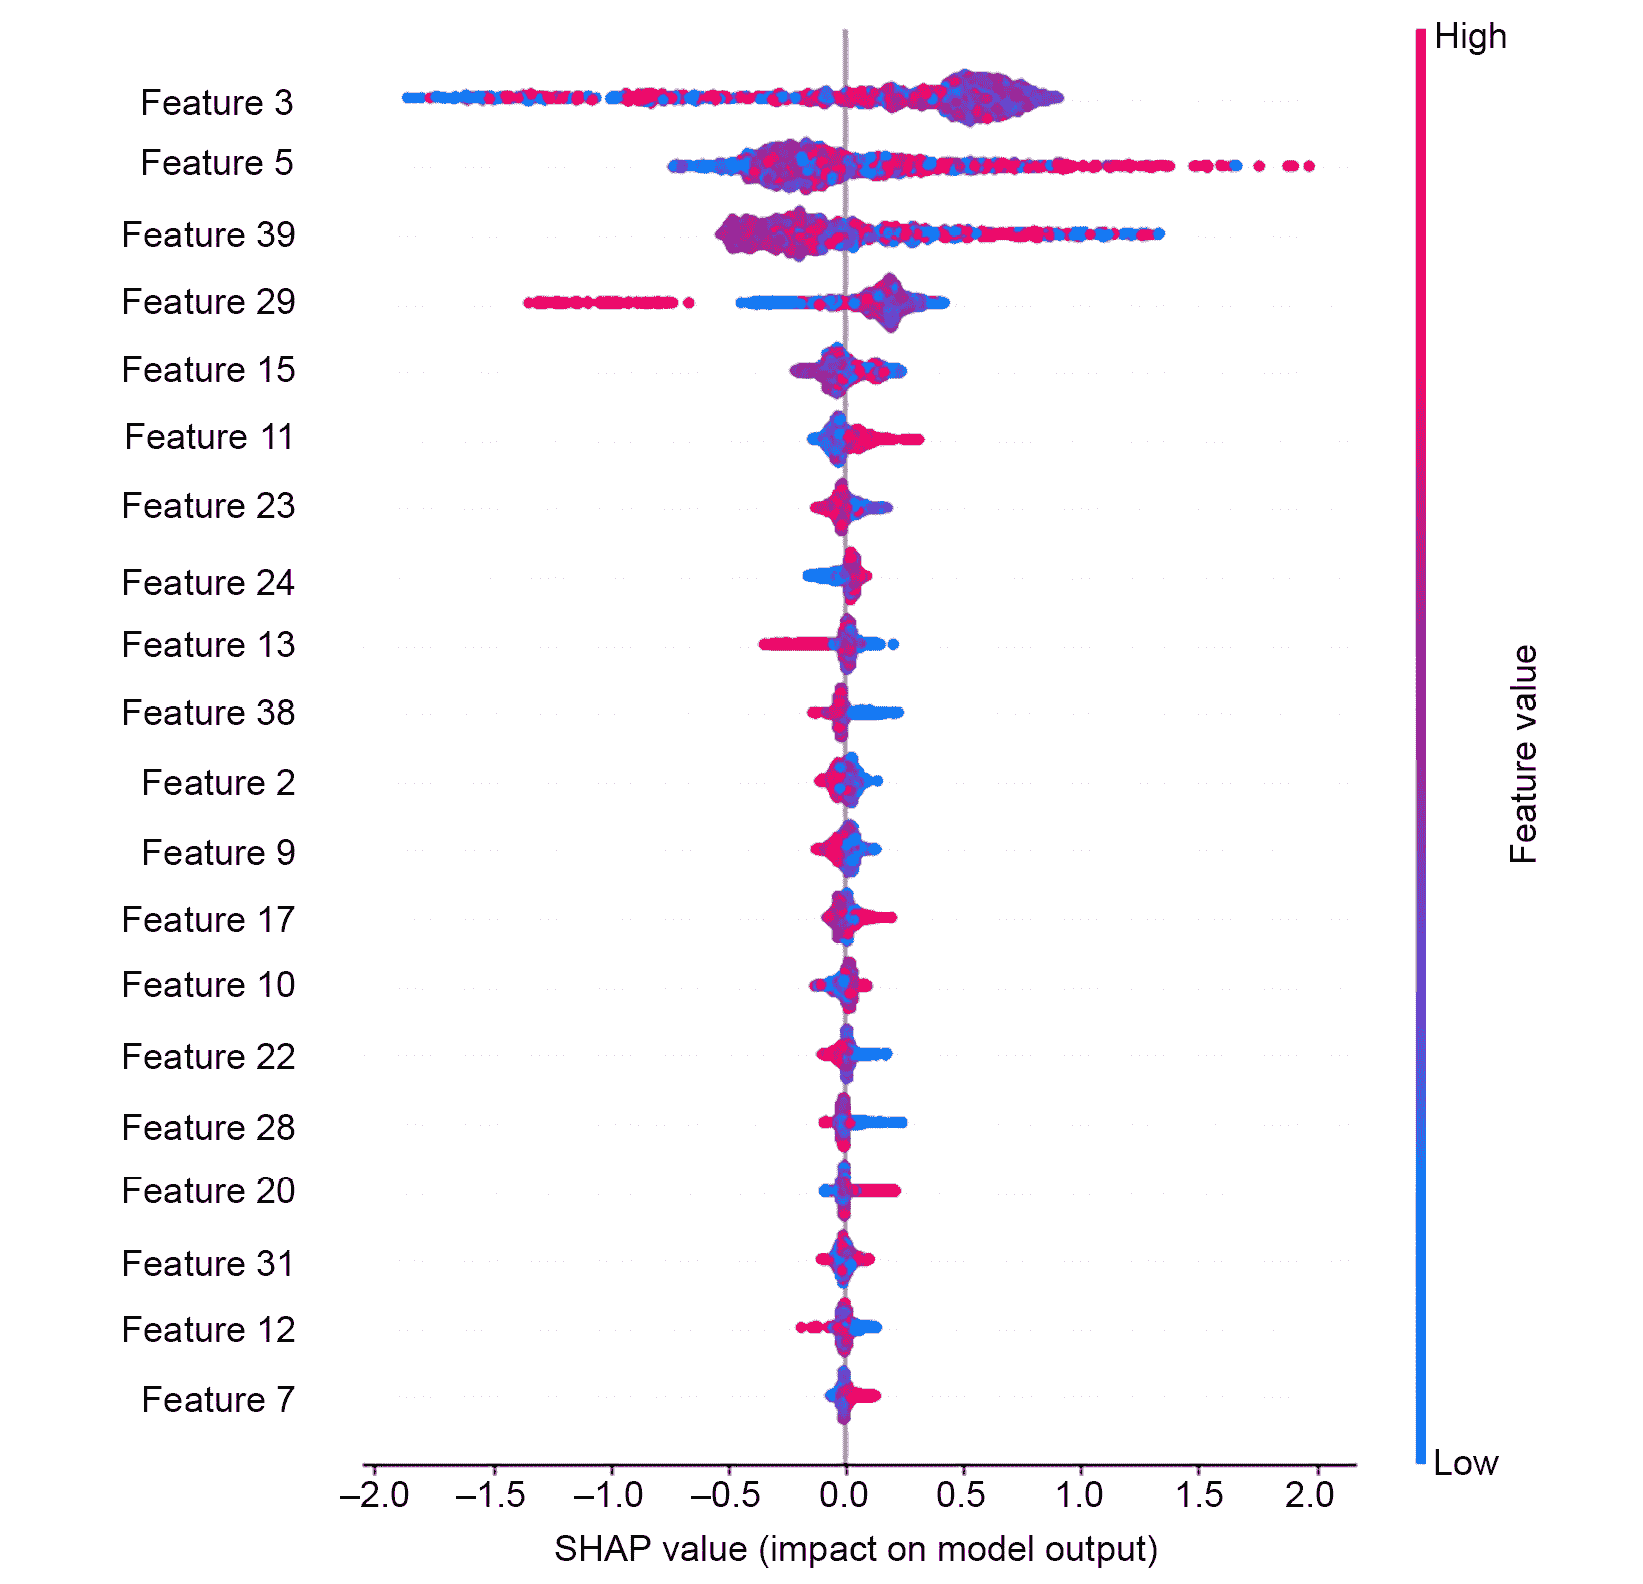 High
Feature 3
Feature 5
Feature 39
Feature 29
Feature 15
Feature 11
Feature 23
Feature 24
Feature 13
Feature 38
Feature 2
Feature 9
Feature 17
Feature 10
Feature 22
Feature 28
Feature 20
Feature 31
Feature 12
Feature 7
Feature value
Low
–2.0 –1.5 –1.0 –0.5 0.0 0.5 1.0 1.5 2.0
SHAP value (impact on model output)